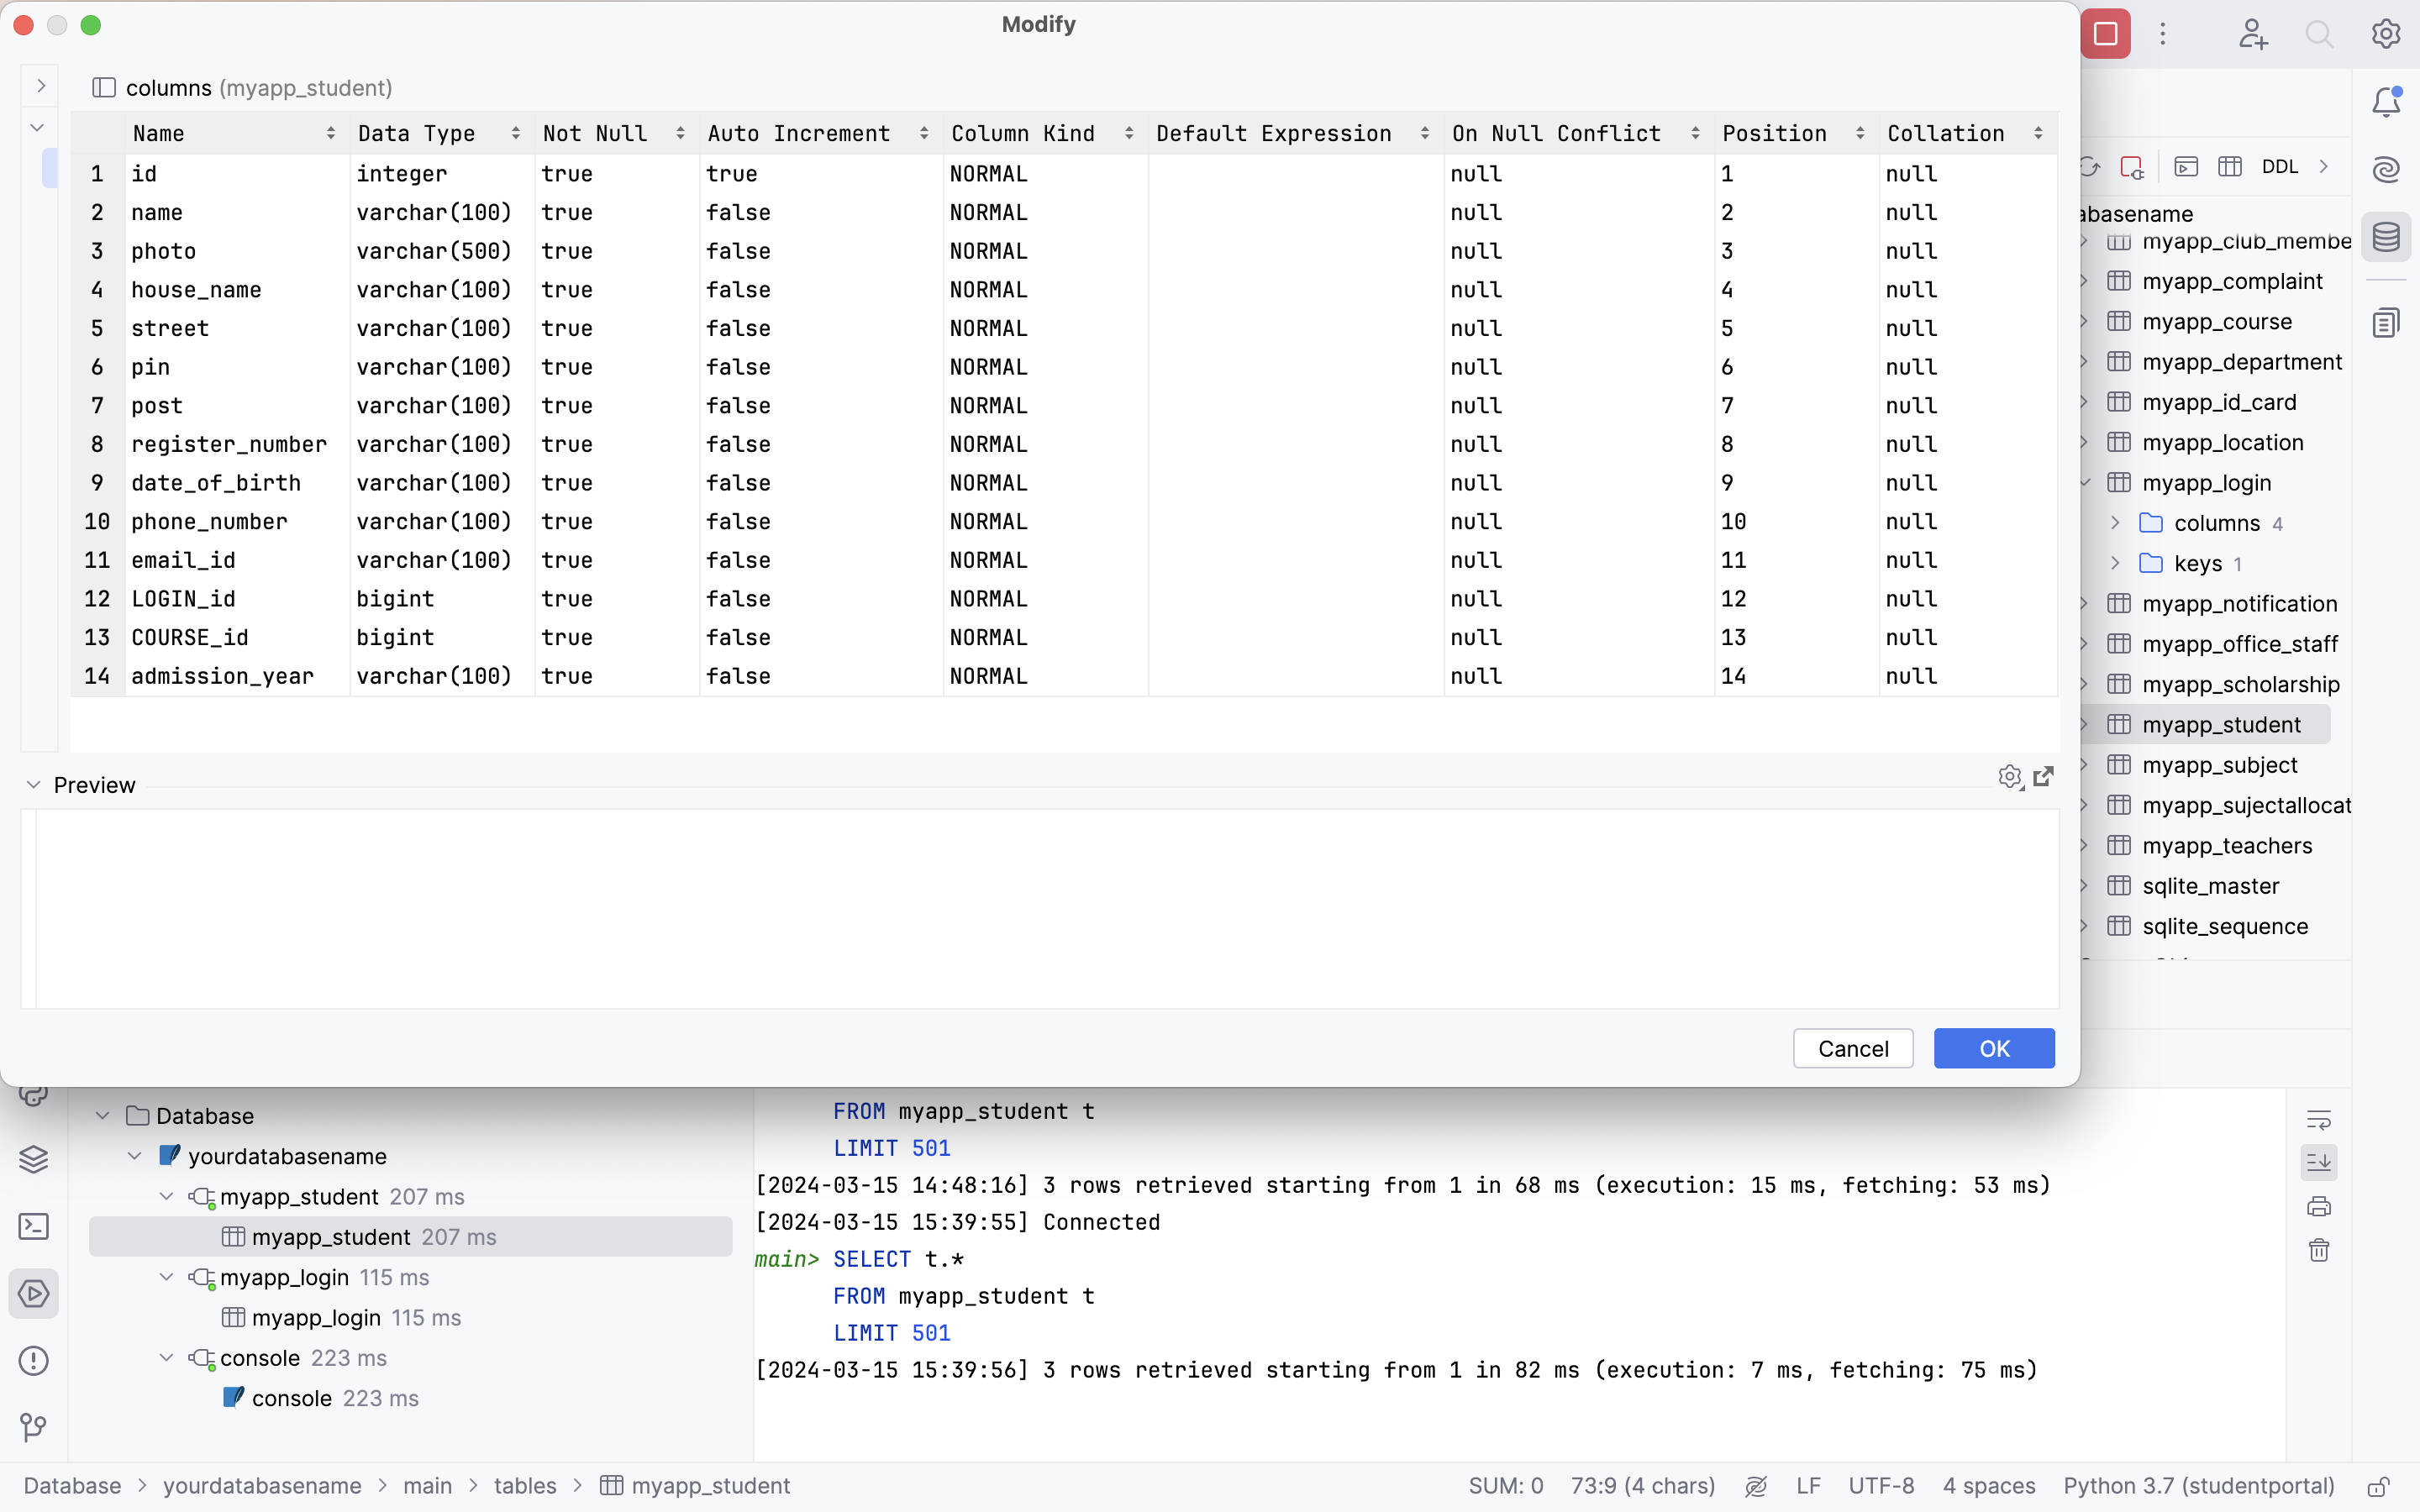 Modify
columns (myapp_student)
Name Data Type Not Null Auto Increment Column Kind Default Expression On Null Conflict Position Collation
1 id integer true true NORMAL null 1 null
2 name varchar(100) true false NORMAL null 2 null
3 photo varchar(500) true false NORMAL null 3 null
4 house_name varchar(100) true false NORMAL null 4 null
5 street varchar(100) true false NORMAL null 5 null
6 pin varchar(100) true false NORMAL null 6 null
7 post varchar(100) true false NORMAL null 7 null
8 register_number varchar(100) true false NORMAL null 8 null
9 date_of_birth varchar(100) true false NORMAL null 9 null
10 phone_number varchar(100) true false NORMAL null 10 null
11 email_id varchar(100) true false NORMAL null 11 null
12 LOGIN_id bigint true false NORMAL null 12 null
13 COURSE_id bigint true false NORMAL null 13 null
14 admission_year varchar(100) true false NORMAL null 14 null
Preview
Cancel OK
DDL
abasename
myapp_club_membe
myapp_complaint
myapp_course
myapp_department
myapp_id_card
myapp_location
myapp_login
columns 4
keys 1
myapp_notification
myapp_office_staff
myapp_scholarship
myapp_student
myapp_subject
myapp_sujectallocat
myapp_teachers
sqlite_master
sqlite_sequence
Database
yourdatabasename
myapp_student 207 ms
myapp_student 207 ms
myapp_login 115 ms
myapp_login 115 ms
console 223 ms
console 223 ms
FROM myapp_student t
LIMIT 501
[2024-03-15 14:48:16] 3 rows retrieved starting from 1 in 68 ms (execution: 15 ms, fetching: 53 ms)
[2024-03-15 15:39:55] Connected
main> SELECT t.*
FROM myapp_student t
LIMIT 501
[2024-03-15 15:39:56] 3 rows retrieved starting from 1 in 82 ms (execution: 7 ms, fetching: 75 ms)
Database > yourdatabasename > main > tables > myapp_student
SUM: 0 73:9 (4 chars) LF UTF-8 4 spaces Python 3.7 (studentportal)